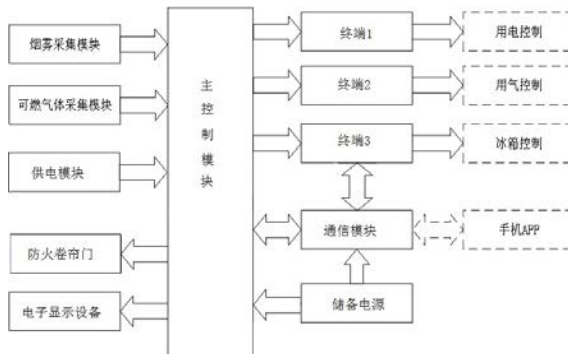 烟雾采集模块
可燃气体采集模块
供电模块
防火卷帘门
电子显示设备
主控制模块
终端1
终端2
终端3
通信模块
储备电源
用电控制
用气控制
冰箱控制
手机APP